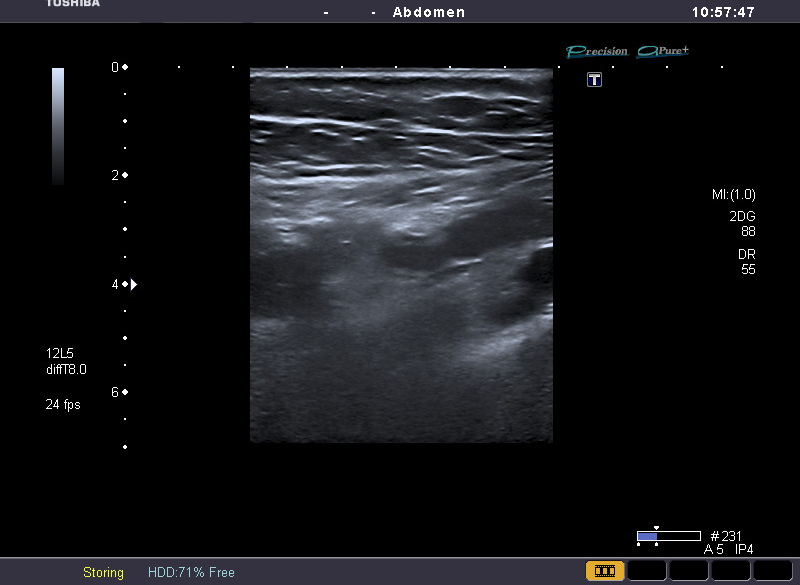 TOSHIBA
- - Abdomen 10:57:47
Precision APure+
T
0
2
4
6
MI:(1.0)
2DG
88
DR
55
12L5
diffT8.0
24 fps
#231
A 5 IP4
Storing HDD:71% Free